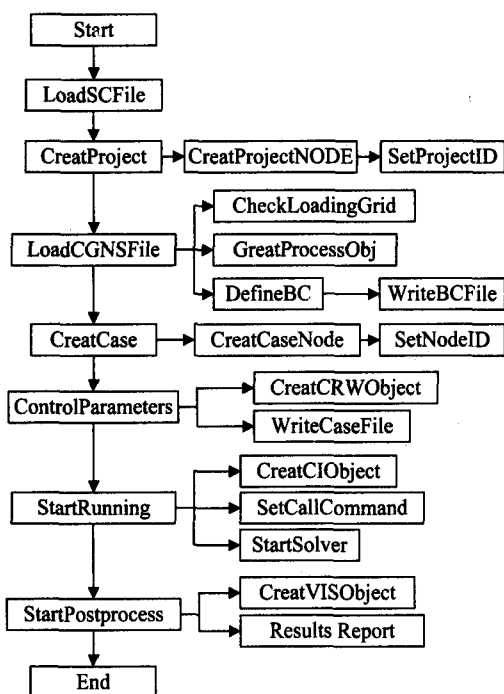 Start
LoadSCFile
CreatProject
CreatProjectNODE
SetProjectID
CheckLoadingGrid
LoadCGNSFile
GreatProcessObj
DefineBC
WriteBCFile
CreatCase
CreatCaseNode
SetNodeID
CreatCRWObject
ControlParameters
WriteCaseFile
CreatCIObject
StartRunning
SetCallCommand
StartSolver
CreatVISObject
StartPostprocess
Results Report
End